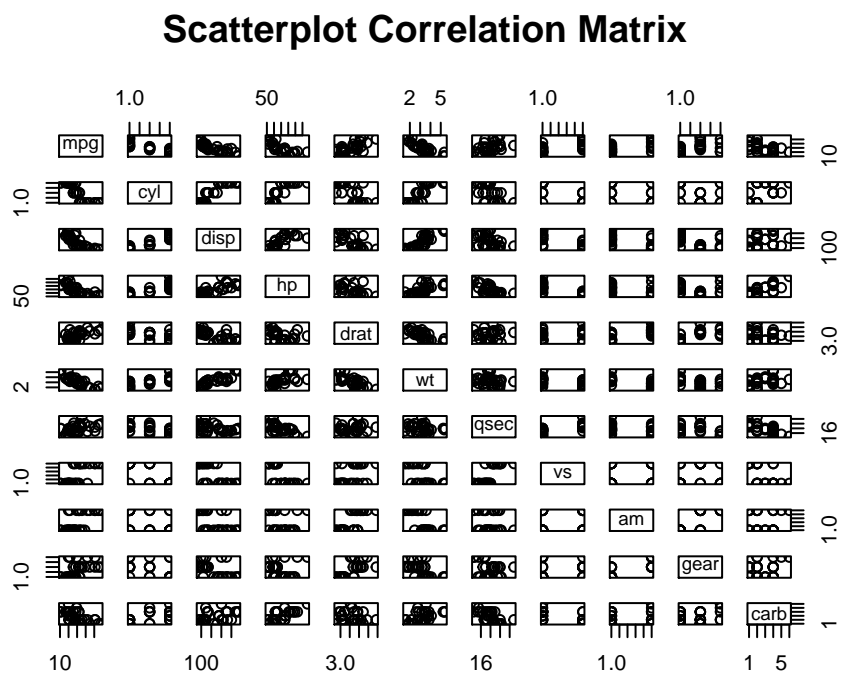 Scatterplot Correlation Matrix
1.0 50 2 5 1.0 1.0
mpg
10
1.0
cyl
disp
100
50
hp
drat
3.0
2
wt
qsec
16
1.0
vs
am
1.0
1.0
gear
carb
1
10 100 3.0 16 1.0 1 5